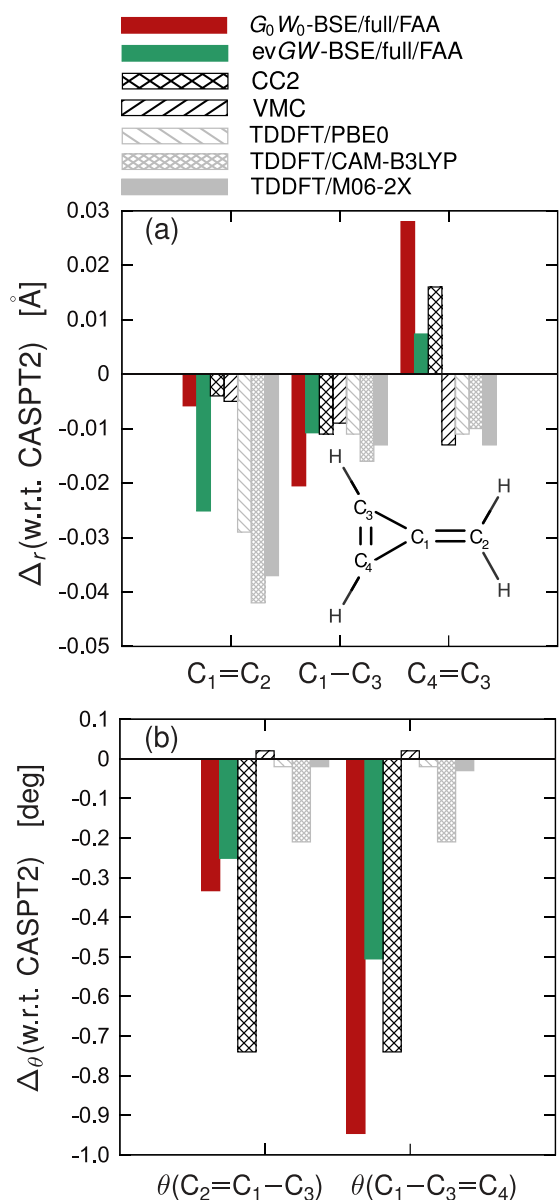 G₀W₀-BSE/full/FAA
evGW-BSE/full/FAA
CC2
VMC
TDDFT/PBE0
TDDFT/CAM-B3LYP
TDDFT/M06-2X
(a)
Δr(w.r.t. CASPT2) [Å]
0.03
0.02
0.01
0
-0.01
-0.02
-0.03
-0.04
-0.05
H
H
C₃
C₁
C₂
C₄
H
H
C₁=C₂ C₁−C₃ C₄=C₃
(b)
Δθ(w.r.t. CASPT2) [deg]
0.1
0
-0.1
-0.2
-0.3
-0.4
-0.5
-0.6
-0.7
-0.8
-0.9
-1.0
θ(C₂=C₁−C₃) θ(C₁−C₃=C₄)